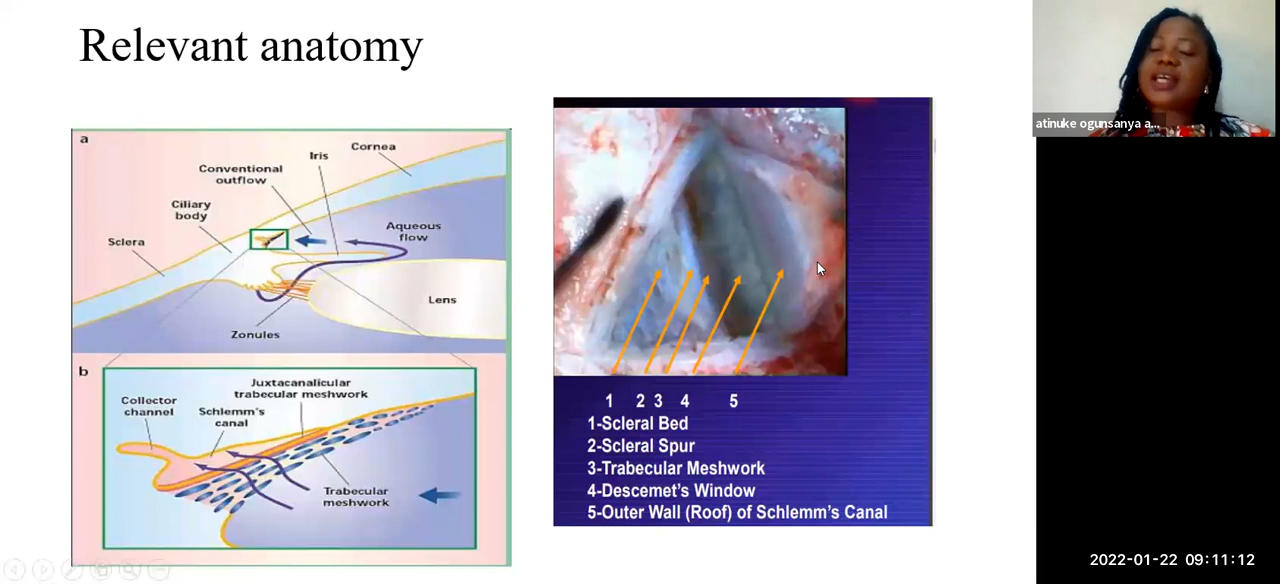 Relevant anatomy
a
Cornea
Iris
Conventional
outflow
Ciliary
body
Aqueous
flow
Sclera
Lens
Zonules
b
Juxtacanalicular
trabecular meshwork
Collector
channel
Schlemm's
canal
Trabecular
meshwork
1 2 3 4 5
1-Scleral Bed
2-Scleral Spur
3-Trabecular Meshwork
4-Descemet's Window
5-Outer Wall (Roof) of Schlemm's Canal
atinuke ogunsanya a...
2022-01-22 09:11:12